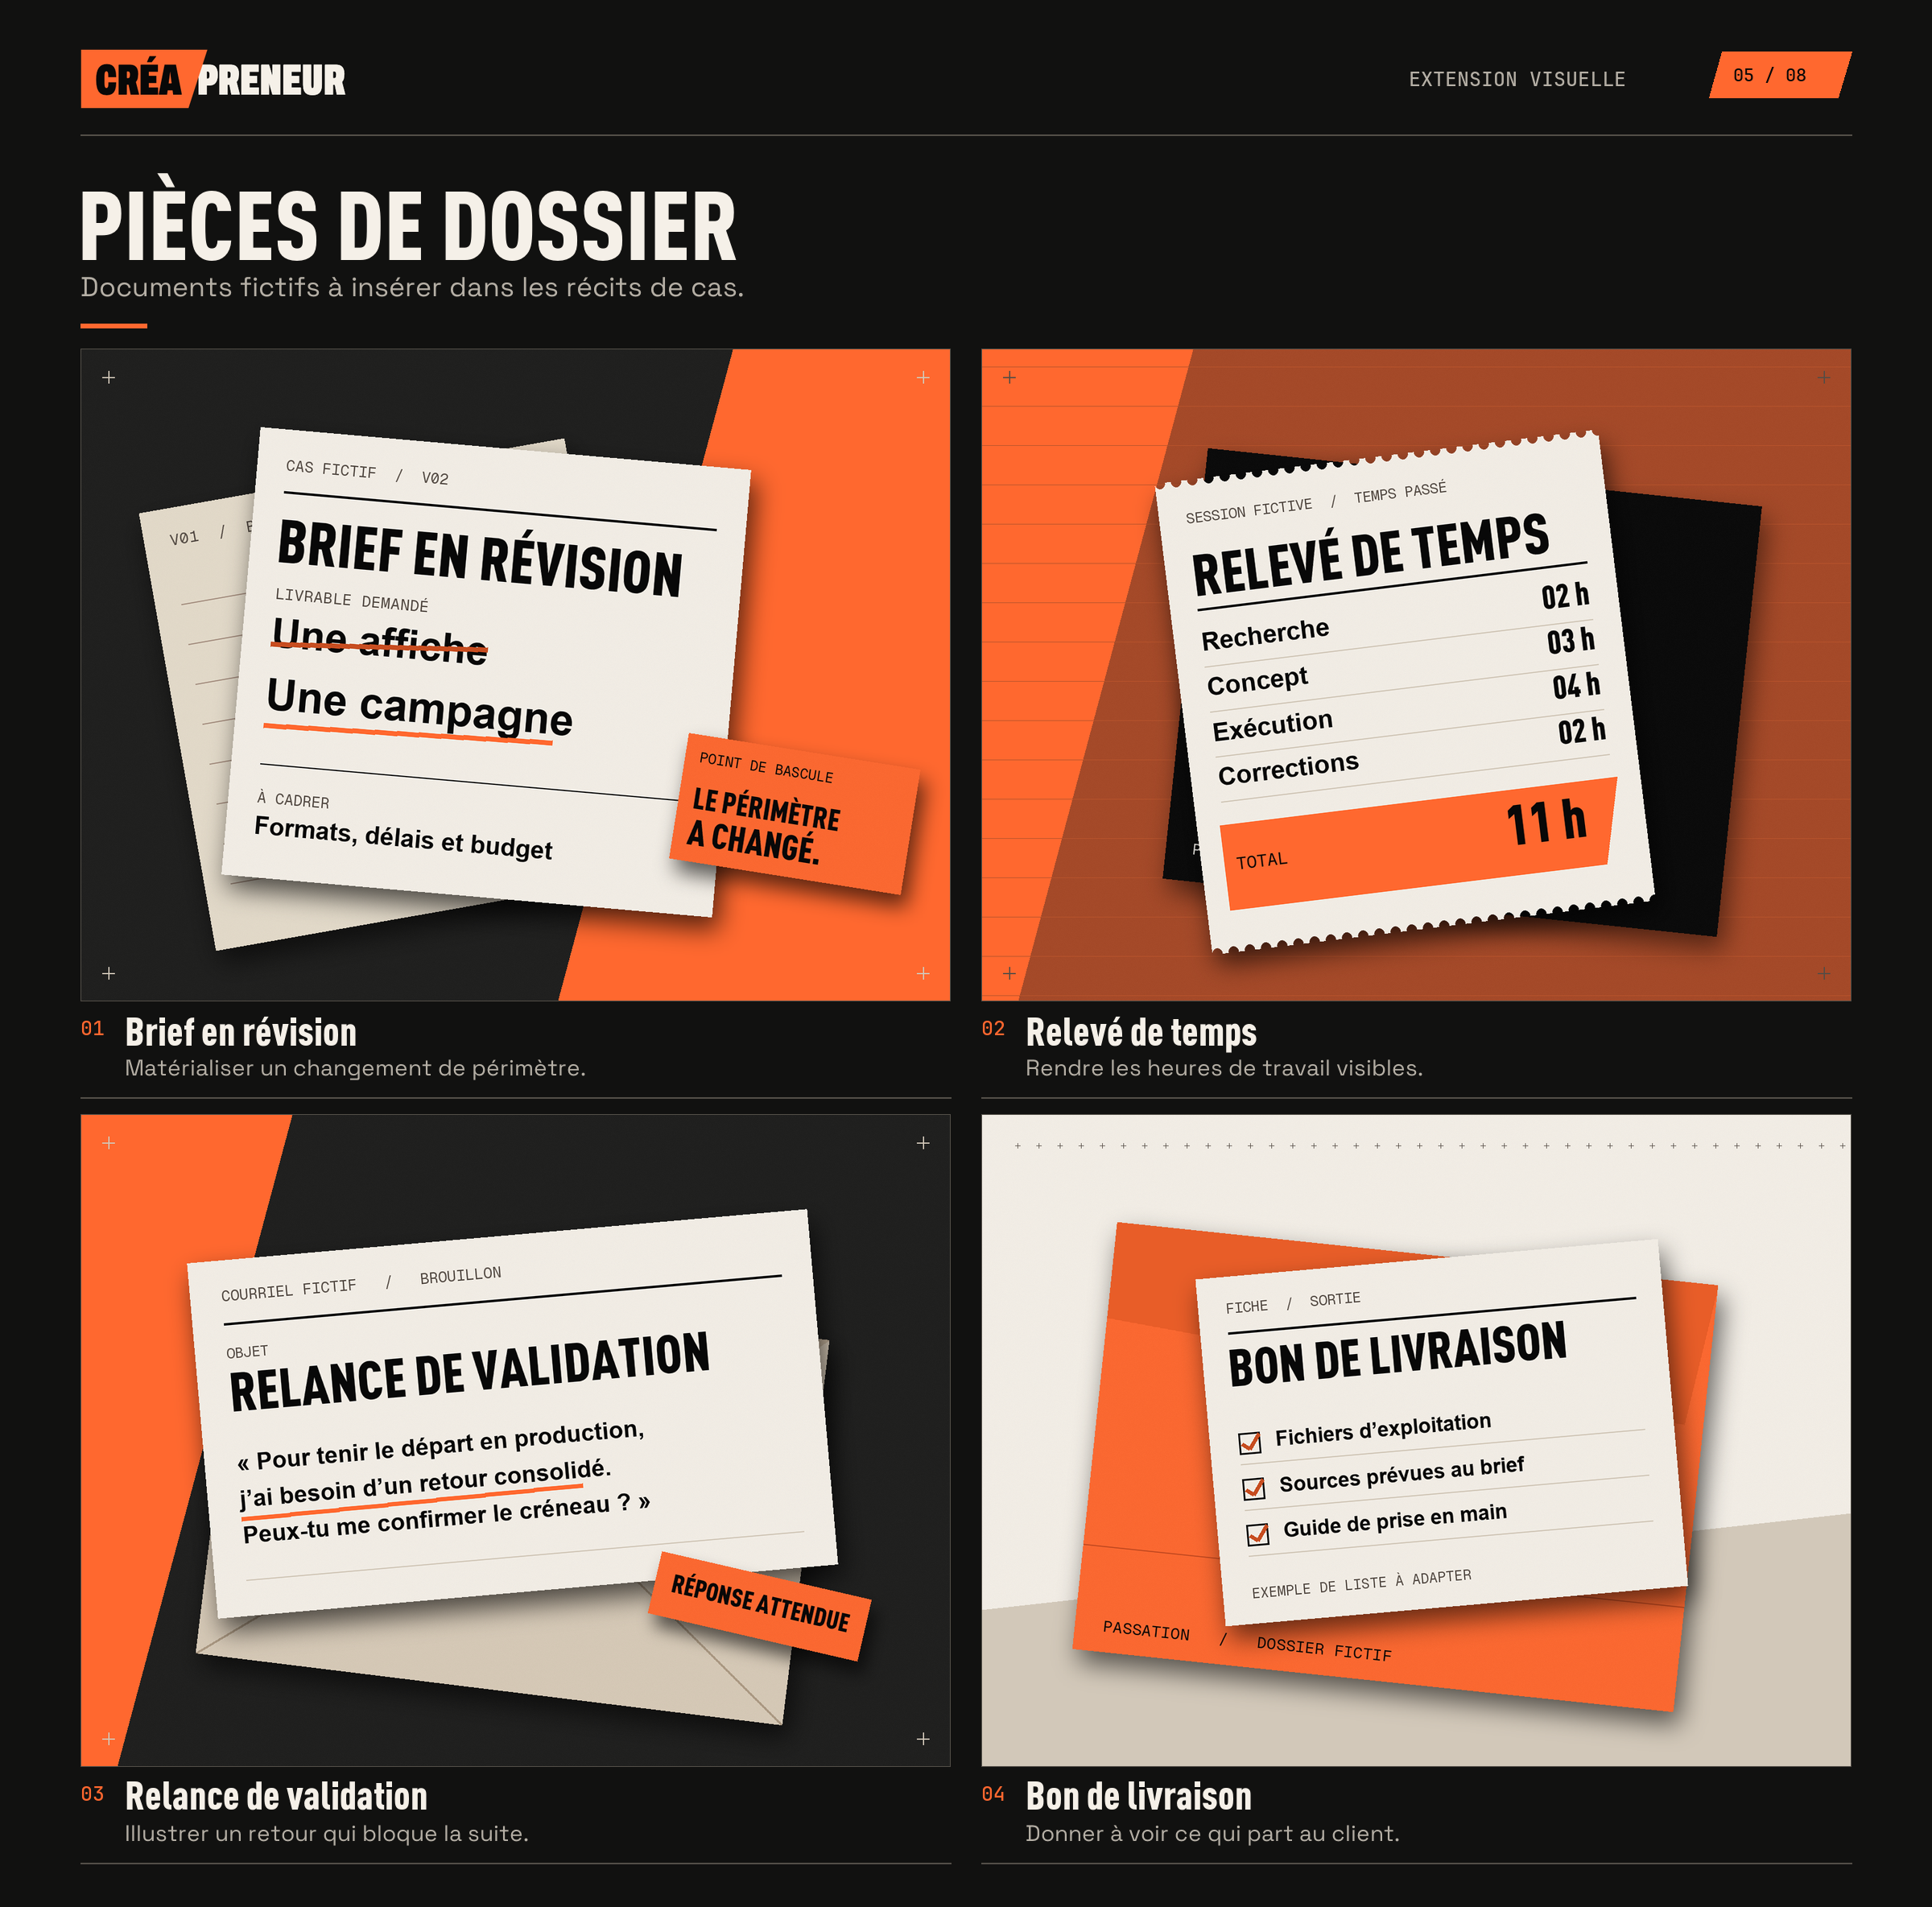 CRÉAPRENEUR
EXTENSION VISUELLE
05 / 08
PIÈCES DE DOSSIER
Documents fictifs à insérer dans les récits de cas.
V01 / 
CAS FICTIF / V02
BRIEF EN RÉVISION
LIVRABLE DEMANDÉ
Une affiche
Une campagne
À CADRER
Formats, délais et budget
POINT DE BASCULE
LE PÉRIMÈTRE
A CHANGÉ.
01 Brief en révision
Matérialiser un changement de périmètre.
SESSION FICTIVE / TEMPS PASSÉ
RELEVÉ DE TEMPS
Recherche 02 h
Concept 03 h
Exécution 04 h
Corrections 02 h
TOTAL 11 h
02 Relevé de temps
Rendre les heures de travail visibles.
COURRIEL FICTIF / BROUILLON
OBJET
RELANCE DE VALIDATION
« Pour tenir le départ en production,
j’ai besoin d’un retour consolidé.
Peux-tu me confirmer le créneau ? »
RÉPONSE ATTENDUE
03 Relance de validation
Illustrer un retour qui bloque la suite.
FICHE / SORTIE
BON DE LIVRAISON
Fichiers d’exploitation
Sources prévues au brief
Guide de prise en main
EXEMPLE DE LISTE À ADAPTER
PASSATION / DOSSIER FICTIF
04 Bon de livraison
Donner à voir ce qui part au client.